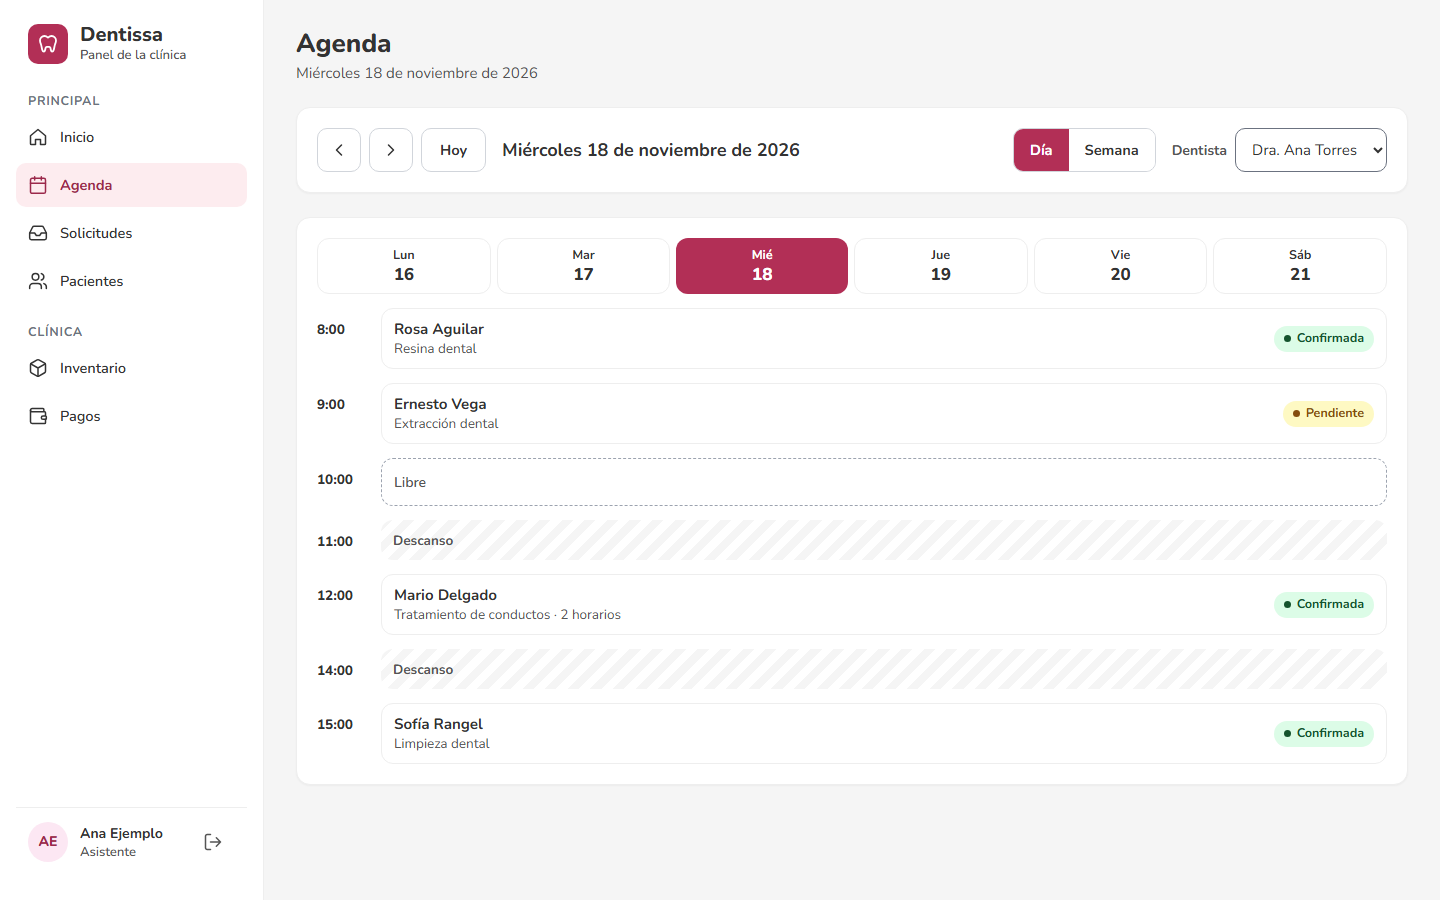 Dentissa
Panel de la clínica
PRINCIPAL
Inicio
Agenda
Solicitudes
Pacientes
CLÍNICA
Inventario
Pagos
AE
Ana Ejemplo
Asistente
Agenda
Miércoles 18 de noviembre de 2026
Hoy
Miércoles 18 de noviembre de 2026
Día
Semana
Dentista
Dra. Ana Torres
Lun
16
Mar
17
Mié
18
Jue
19
Vie
20
Sáb
21
8:00
Rosa Aguilar
Resina dental
Confirmada
9:00
Ernesto Vega
Extracción dental
Pendiente
10:00
Libre
11:00
Descanso
12:00
Mario Delgado
Tratamiento de conductos · 2 horarios
Confirmada
14:00
Descanso
15:00
Sofía Rangel
Limpieza dental
Confirmada